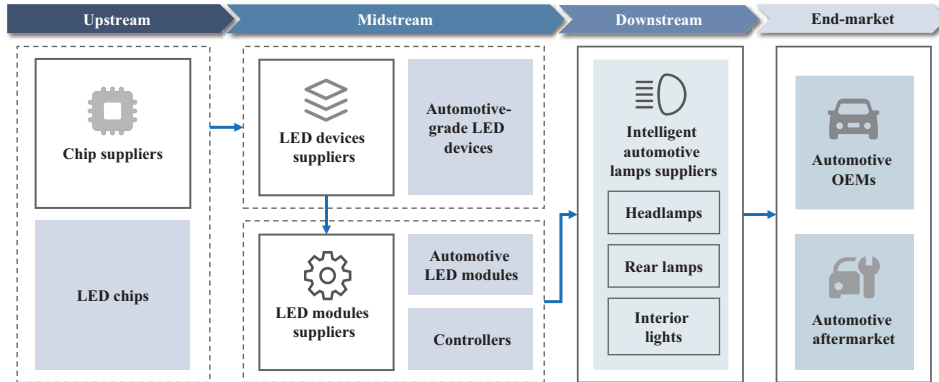 Upstream
Midstream
Downstream
End-market
Chip suppliers
LED chips
LED devices
suppliers
Automotive-
grade LED
devices
LED modules
suppliers
Automotive
LED modules
Controllers
Intelligent
automotive
lamps suppliers
Headlamps
Rear lamps
Interior
lights
Automotive
OEMs
Automotive
aftermarket